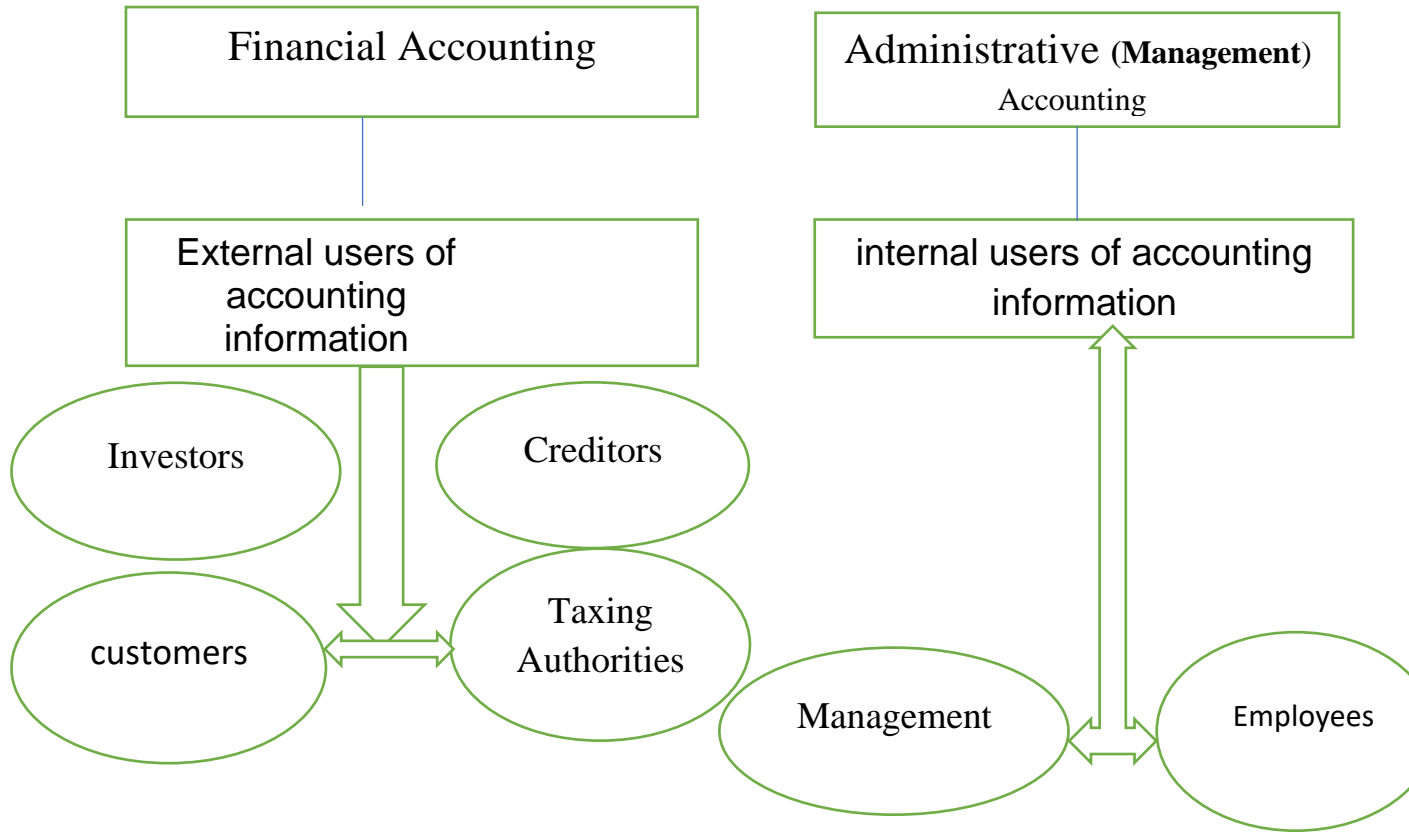 Financial Accounting
Administrative (Management)
Accounting
External users of
accounting
information
internal users of accounting
information
Investors
Creditors
customers
Taxing
Authorities
Management
Employees